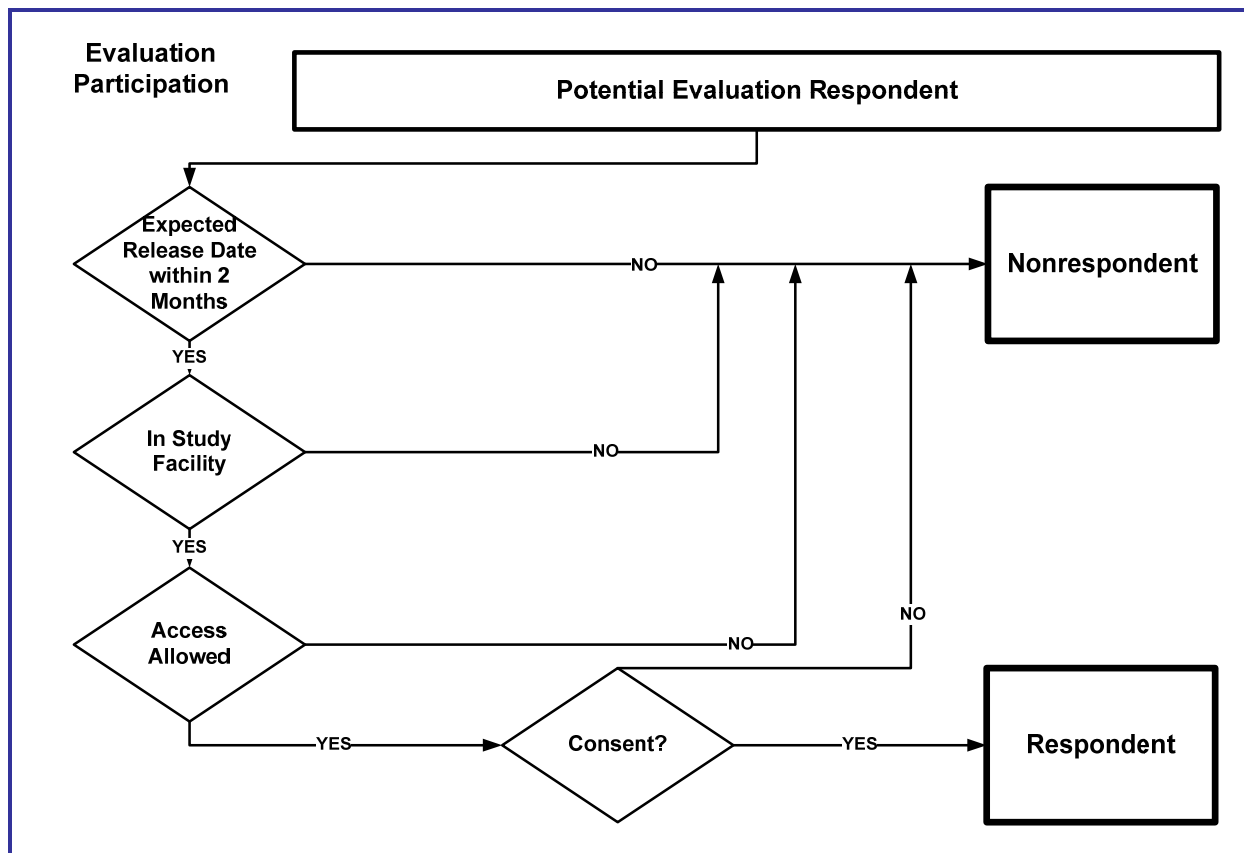 Evaluation
Participation
Potential Evaluation Respondent
Expected
Release Date
within 2
Months
NO
Nonrespondent
YES
In Study
Facility
NO
YES
Access
Allowed
NO
NO
YES
Consent?
YES
Respondent